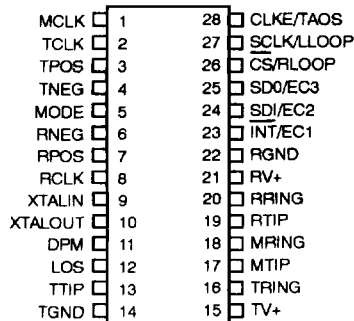 MCLK 1 28 CLKE/TAOS
TCLK 2 27 SCLK/LLOOP
TPOS 3 26 CS/RLOOP
TNEG 4 25 SD0/EC3
MODE 5 24 SDI/EC2
RNEG 6 23 INT/EC1
RPOS 7 22 RGND
RCLK 8 21 RV+
XTALIN 9 20 RRING
XTALOUT 10 19 RTIP
DPM 11 18 MRING
LOS 12 17 MTIP
TTIP 13 16 TRING
TGND 14 15 TV+